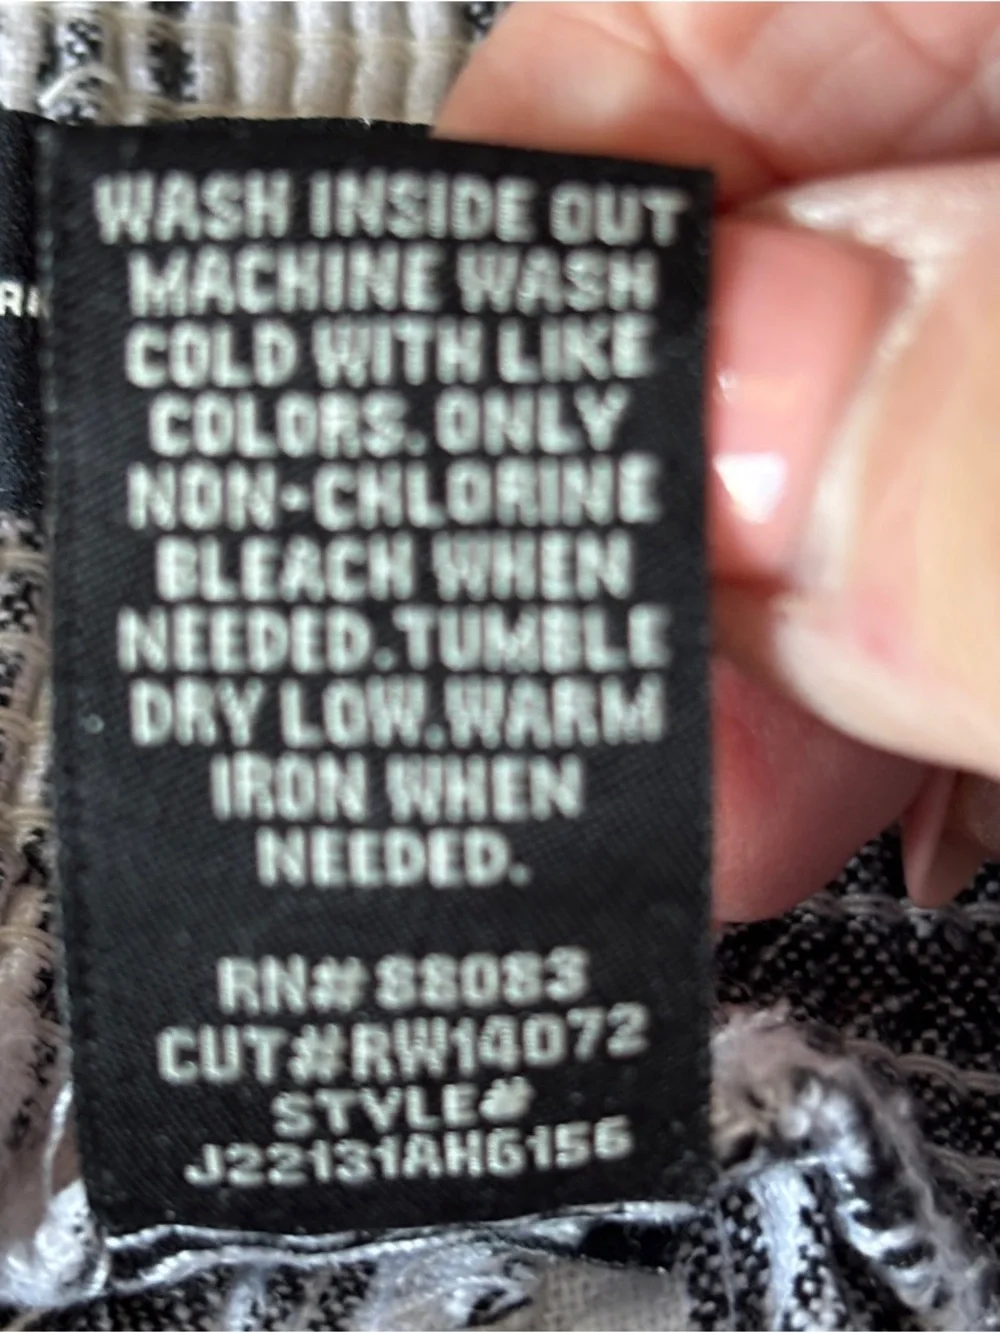 WASH INSIDE OUT
MACHINE WASH
COLD WITH LIKE
COLORS. ONLY
NON-CHLORINE
BLEACH WHEN
NEEDED.TUMBLE
DRY LOW.WARM
IRON WHEN
NEEDED.
RN# 88083
CUT#RW14072
STYLE#
J22131AH6156